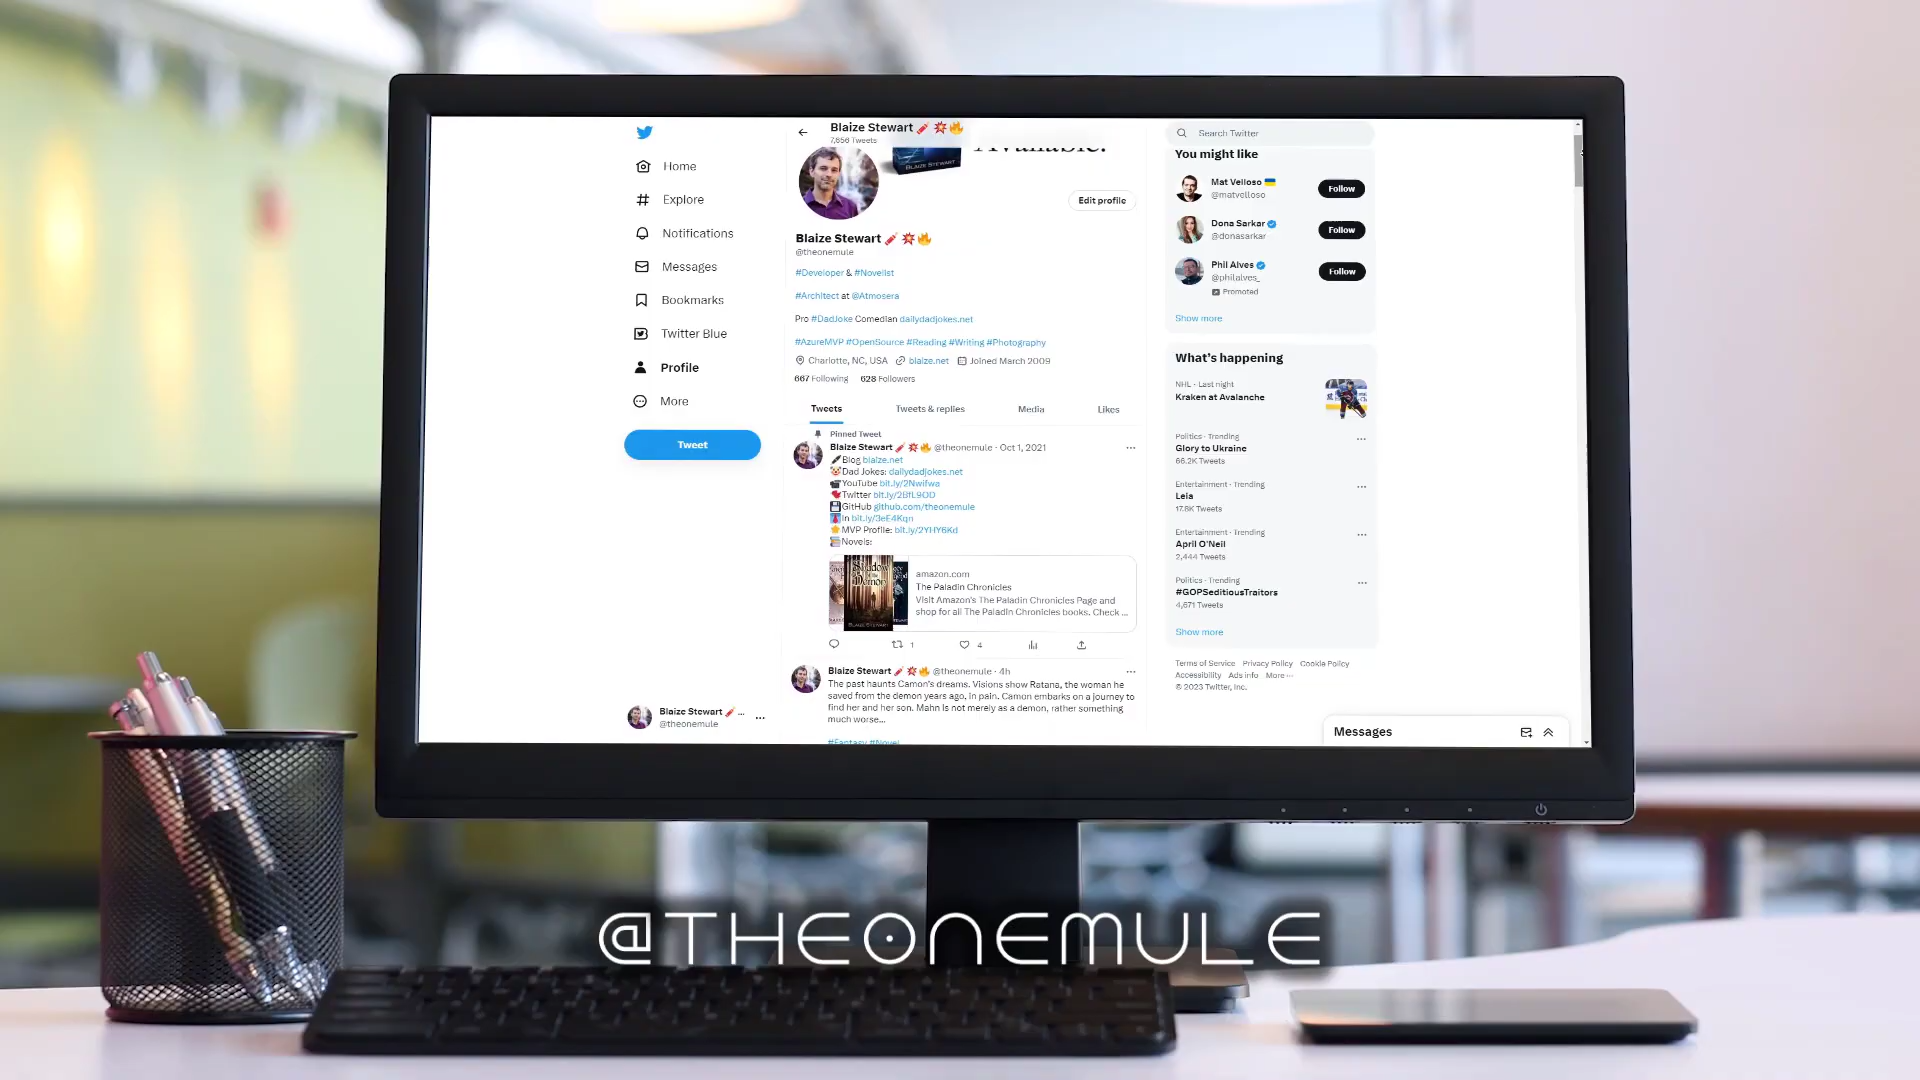 Home
Explore
Notifications
Messages
Bookmarks
Twitter Blue
Profile
More
Tweet
Blaize Stewart 🧨 ...
@theonemule
Blaize Stewart 🧨 💥🔥
7,656 Tweets
Available.
BLAIZE STEWART
Edit profile
Blaize Stewart 🧨 💥🔥
@theonemule
#Developer & #Novelist
#Architect at @Atmosera
Pro #DadJoke Comedian dailydadjokes.net
#AzureMVP #OpenSource #Reading #Writing #Photography
Charlotte, NC, USA blaize.net Joined March 2009
667 Following 628 Followers
Tweets Tweets & replies Media Likes
Pinned Tweet
Blaize Stewart 🧨 💥🔥 @theonemule · Oct 1, 2021
Blog blaize.net
Dad Jokes: dailydadjokes.net
YouTube bit.ly/2Nwifwa
Twitter bit.ly/2BfL9OD
GitHub github.com/theonemule
in bit.ly/3eE4Kqn
MVP Profile: bit.ly/2YHY6Kd
Novels:
Shadow
of the
Demon
BLAIZE STEWART
amazon.com
The Paladin Chronicles
Visit Amazon's The Paladin Chronicles Page and
shop for all The Paladin Chronicles books. Check ...
1 4
Blaize Stewart 🧨 💥🔥 @theonemule · 4h
The past haunts Camon's dreams. Visions show Ratana, the woman he
saved from the demon years ago, in pain. Camon embarks on a journey to
find her and her son. Mahn is not merely as a demon, rather something
much worse...
#Fantasy #Novel
Search Twitter
You might like
Mat Velloso 🇺🇦
@matvelloso
Follow
Dona Sarkar
@donasarkar
Follow
Phil Alves
@philalves_
Follow
Promoted
Show more
What's happening
NHL · Last night
Kraken at Avalanche
Politics · Trending
Glory to Ukraine
66.2K Tweets
Entertainment · Trending
Leia
17.8K Tweets
Entertainment · Trending
April O'Neil
2,444 Tweets
Politics · Trending
#GOPSeditiousTraitors
4,671 Tweets
Show more
Terms of Service Privacy Policy Cookie Policy
Accessibility Ads info More ···
© 2023 Twitter, Inc.
Messages
@THEONEMULE